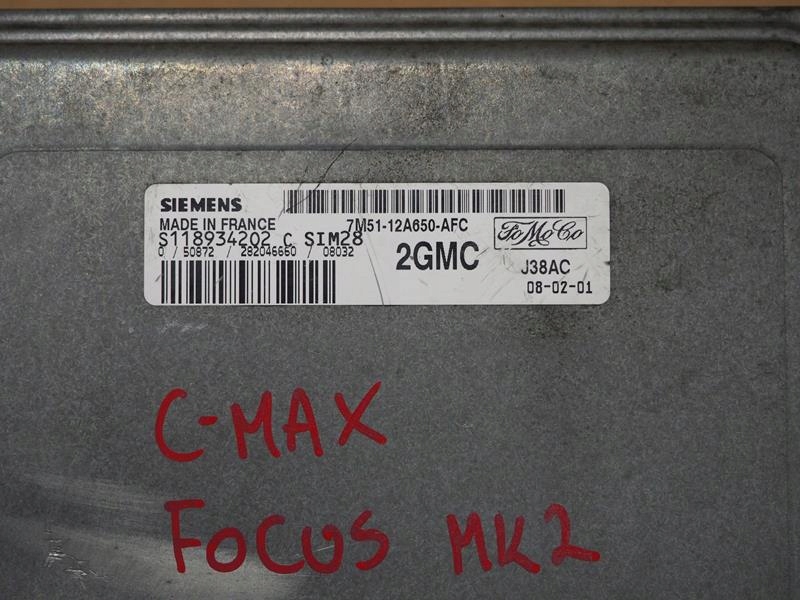 SIEMENS
MADE IN FRANCE 7M51-12A650-AFC FoMoCo
S118934202 C SIM28
0 / 50872 / 282046660 / 08032
2GMC J38AC
08-02-01
C-MAX
FOCUS MK2